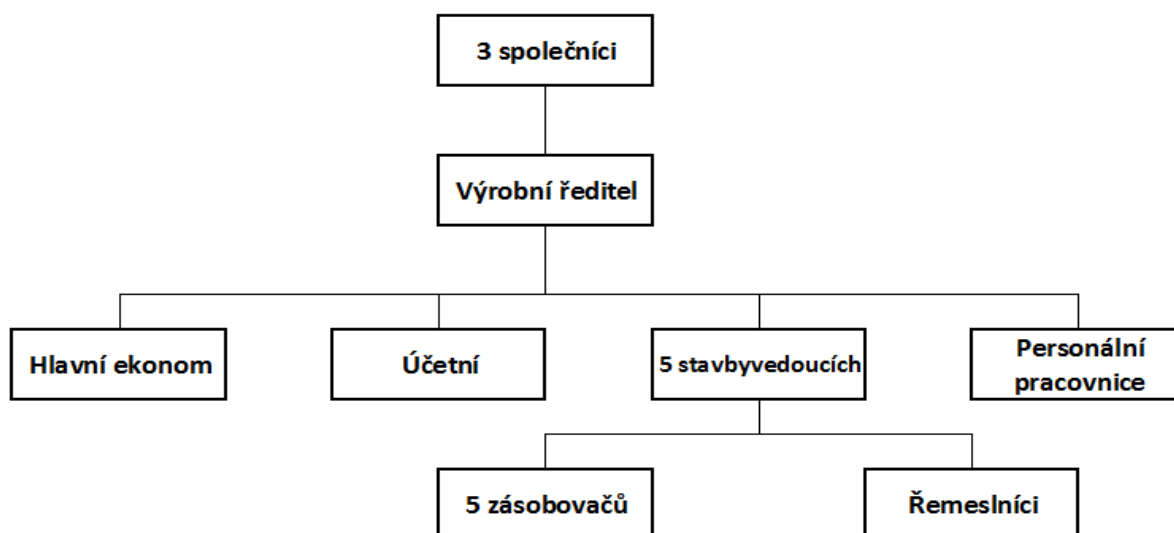 3 společníci
Výrobní ředitel
Hlavní ekonom
Účetní
5 stavbyvedoucích
Personální
pracovnice
5 zásobovačů
Řemeslníci